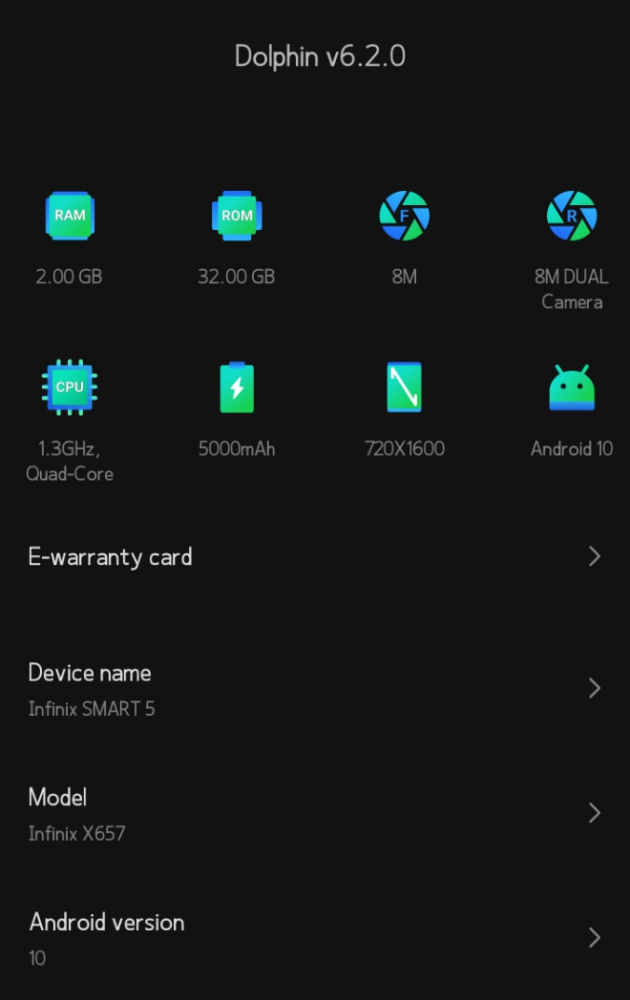 Dolphin v6.2.0
RAM
ROM
F
R
2.00 GB
32.00 GB
8M
8M DUAL
Camera
CPU
1.3GHz,
Quad-Core
5000mAh
720X1600
Android 10
E-warranty card
Device name
Infinix SMART 5
Model
Infinix X657
Android version
10